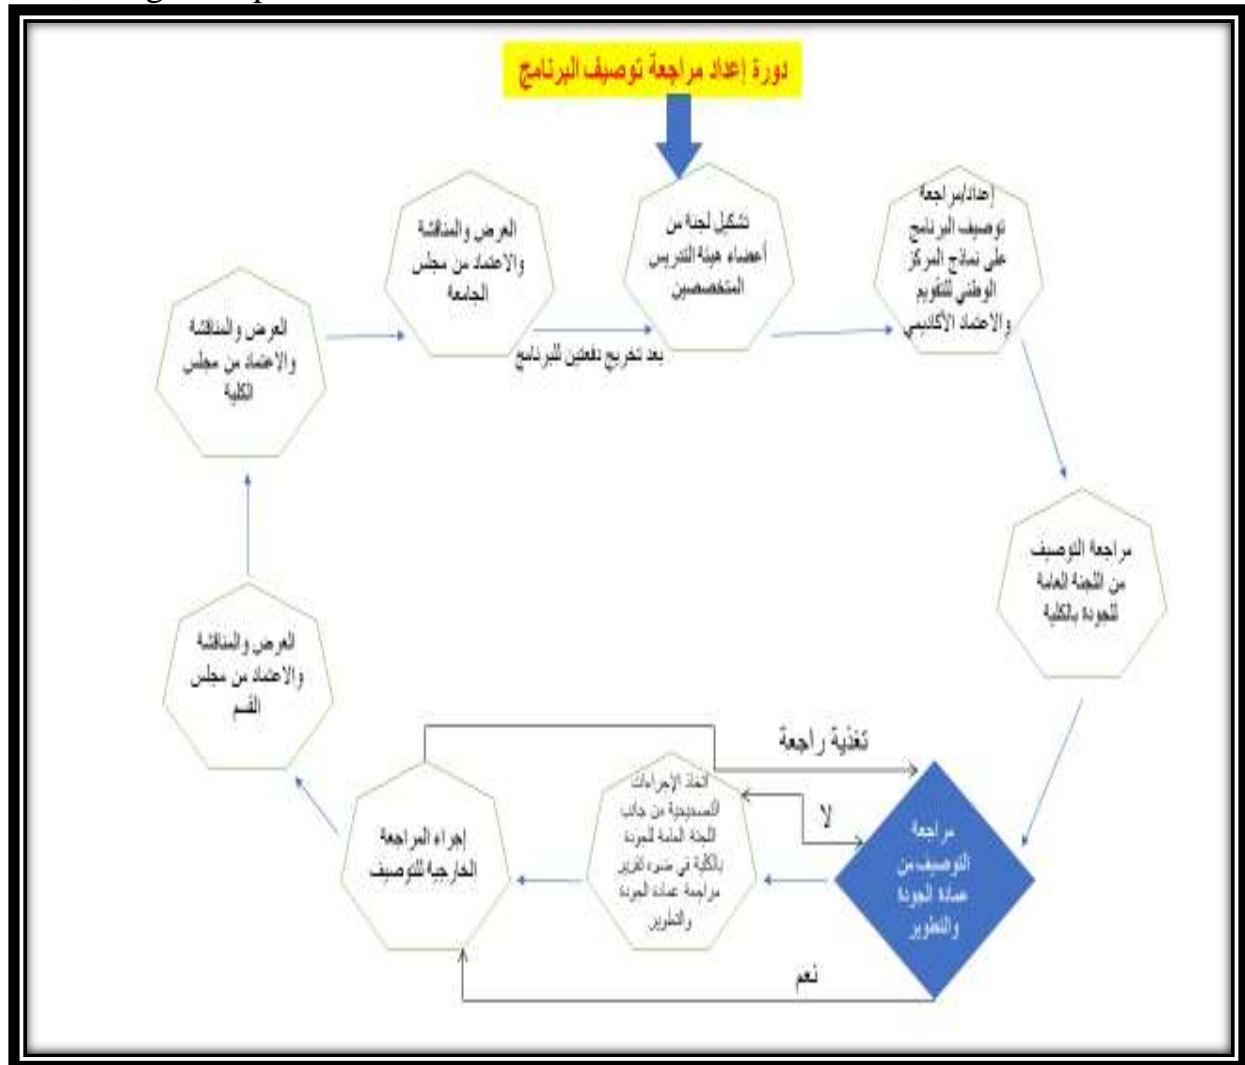 دورة إعداد مراجعة توصيف البرنامج
تشكيل لجنة من
أعضاء هيئة التدريس
المتخصصين
إعداد/مراجعة
توصيف البرنامج
على نماذج المركز
الوطني للتقويم
والاعتماد الأكاديمي
مراجعة التوصيف
من اللجنة العامة
للجودة بالكلية
مراجعة
التوصيف من
عمادة الجودة
والتطوير
تغذية راجعة
لا
نعم
اتخاذ الإجراءات
التصحيحية من جانب
اللجنة العامة للجودة
بالكلية في ضوء تقرير
مراجعة عمادة الجودة
والتطوير
إجراء المراجعة
الخارجية للتوصيف
العرض والمناقشة
والاعتماد من مجلس
القسم
العرض والمناقشة
والاعتماد من مجلس
الكلية
العرض والمناقشة
والاعتماد من مجلس
الجامعة
بعد تخريج دفعتين للبرنامج